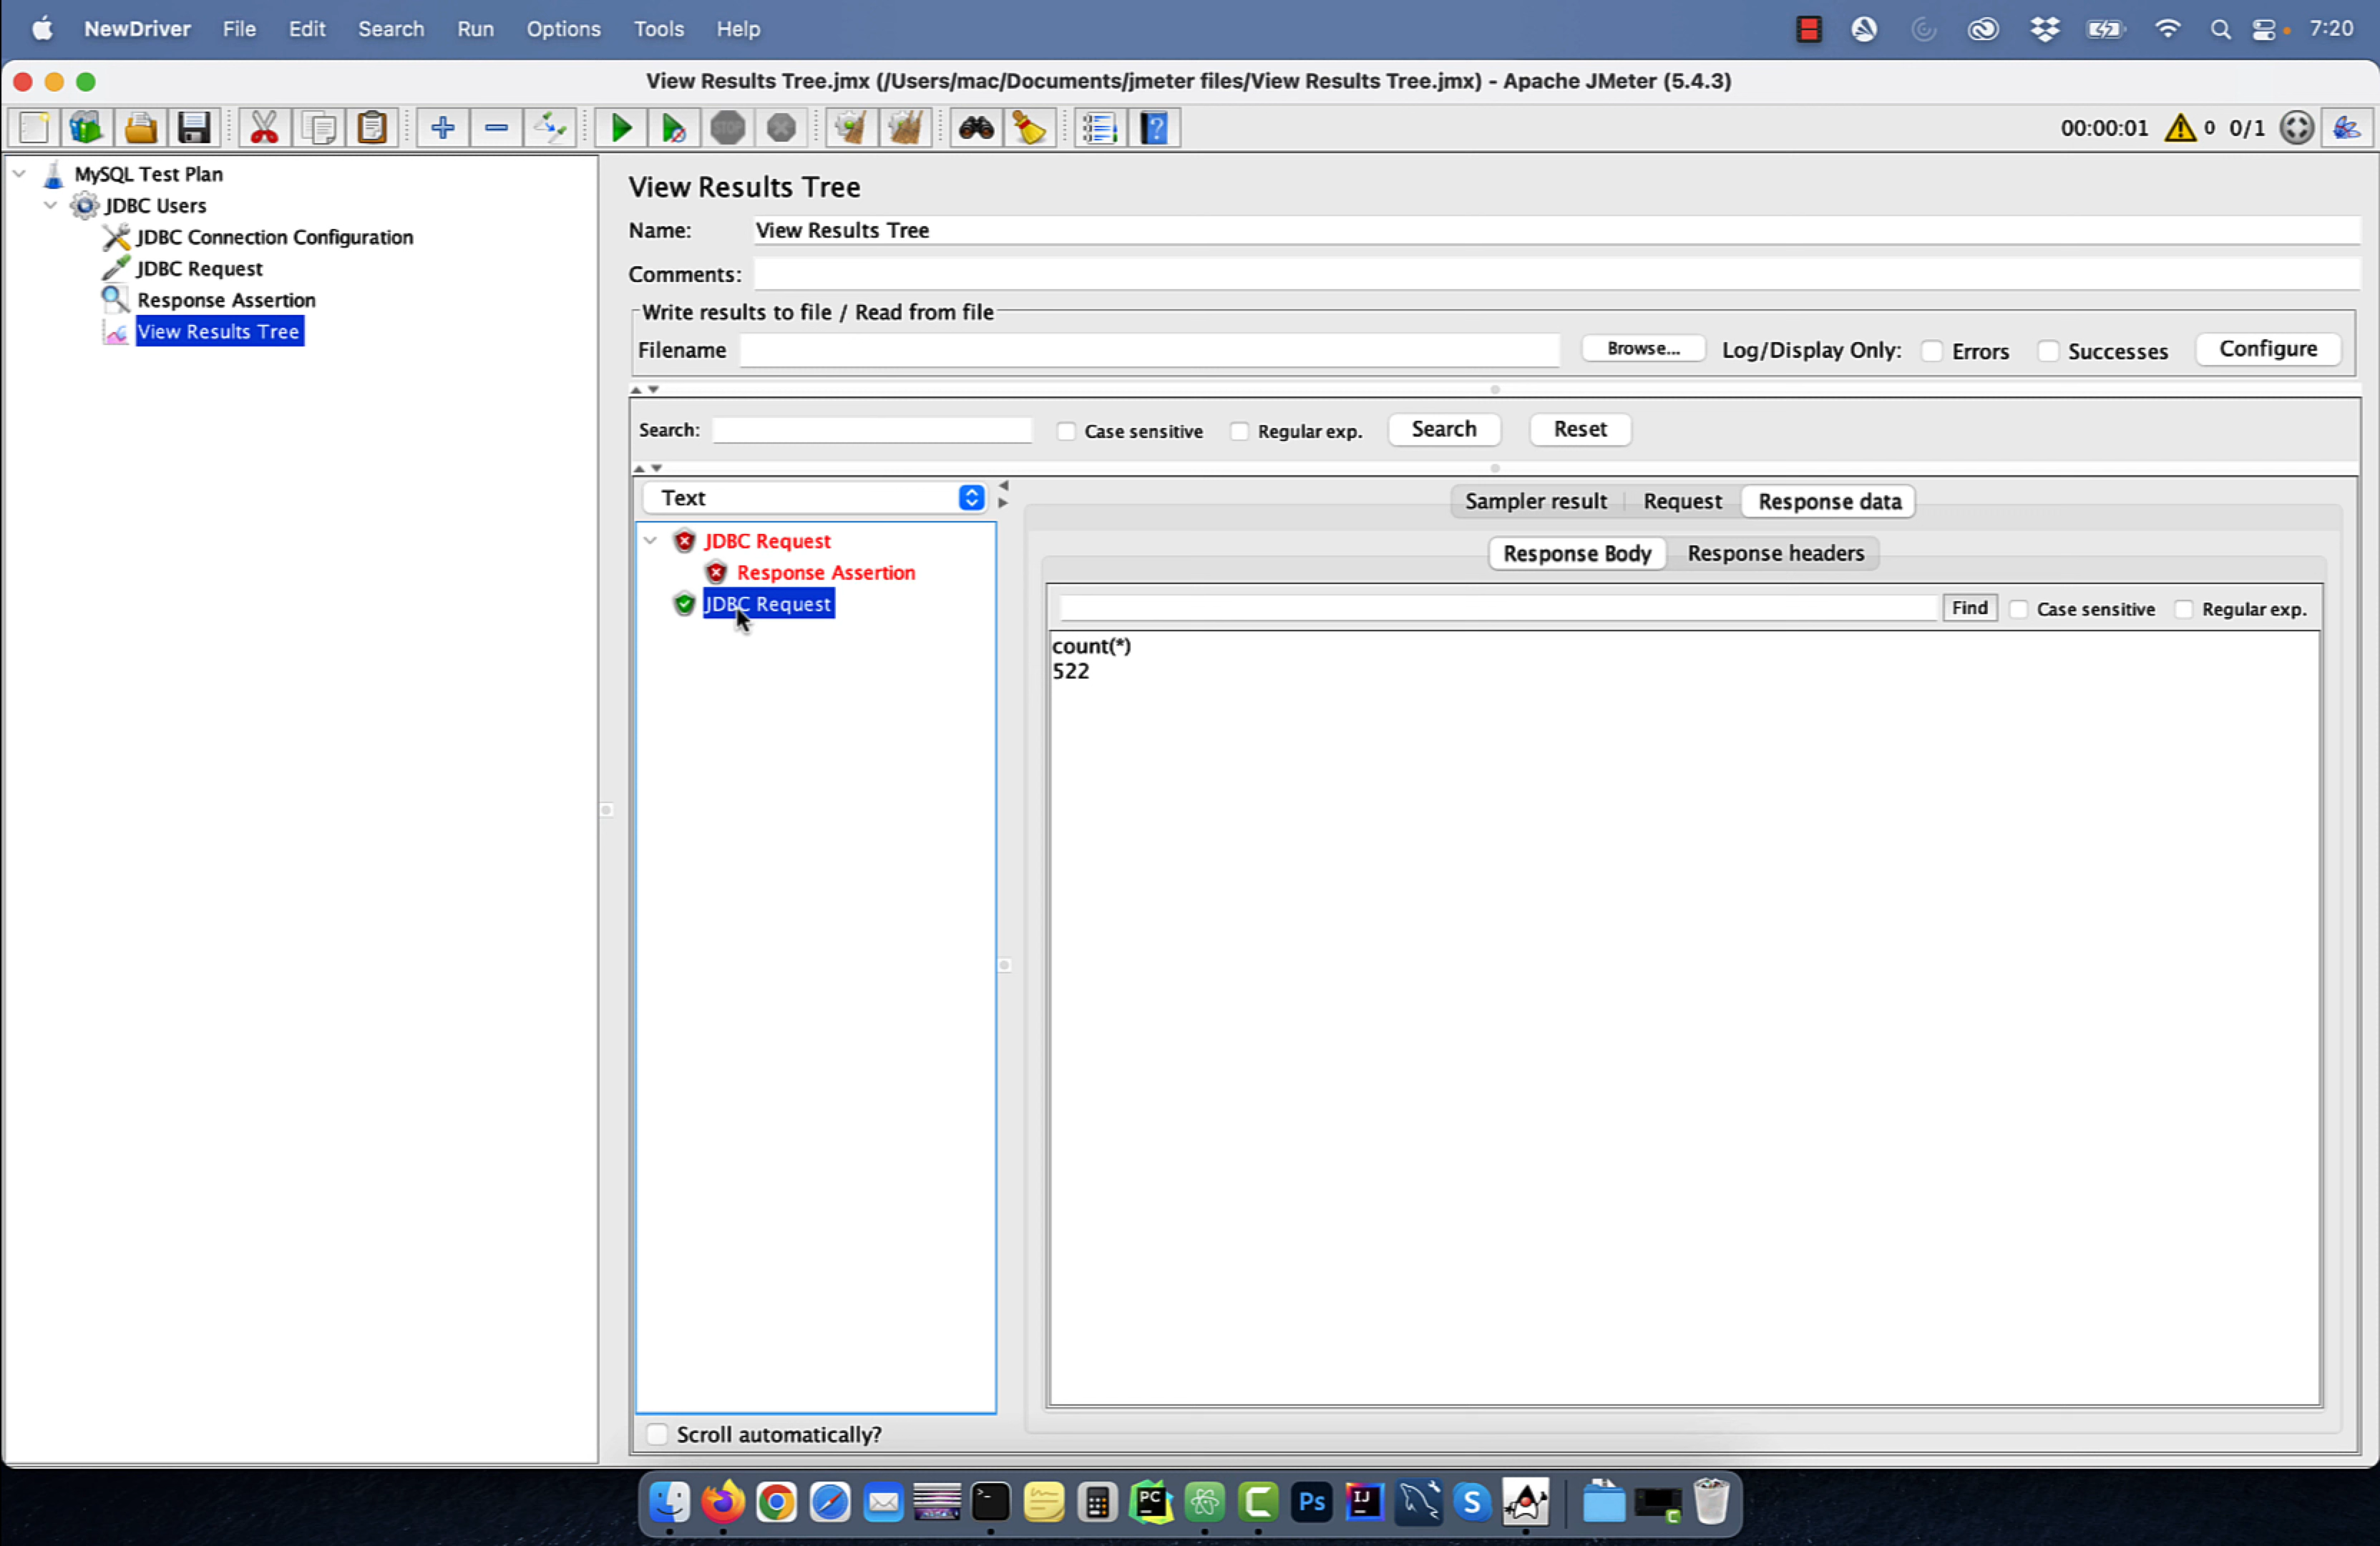 NewDriver File Edit Search Run Options Tools Help 7:20
View Results Tree.jmx (/Users/mac/Documents/jmeter files/View Results Tree.jmx) - Apache JMeter (5.4.3)
STOP 00:00:01 0 0/1
MySQL Test Plan
JDBC Users
JDBC Connection Configuration
JDBC Request
Response Assertion
View Results Tree
View Results Tree
Name: View Results Tree
Comments:
Write results to file / Read from file
Filename Browse... Log/Display Only: Errors Successes Configure
Search: Case sensitive Regular exp. Search Reset
Text
JDBC Request
Response Assertion
JDBC Request
Scroll automatically?
Sampler result Request Response data
Response Body Response headers
Find Case sensitive Regular exp.
count(*)
522
PC C Ps IJ S